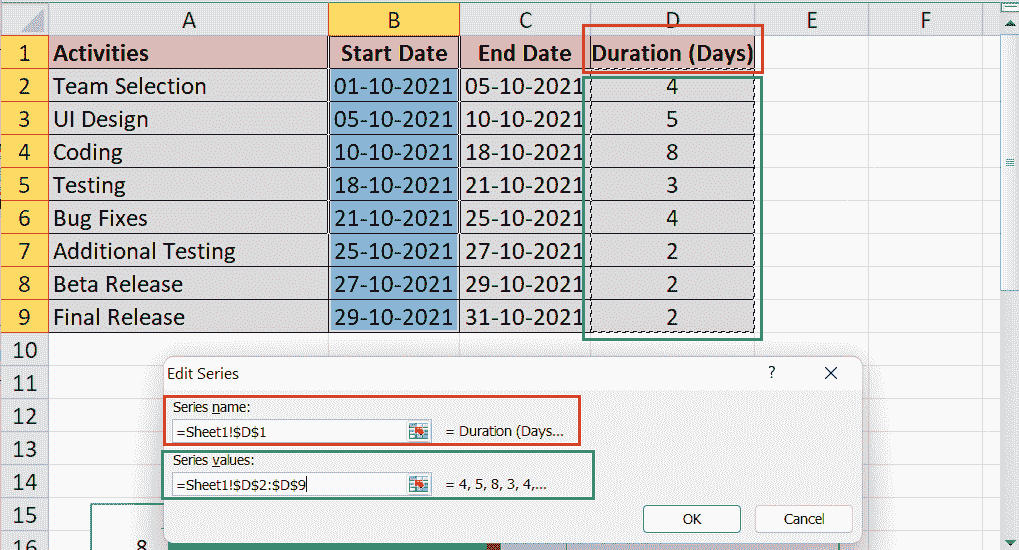 A B C D E F
1 Activities Start Date End Date Duration (Days)
2 Team Selection 01-10-2021 05-10-2021 4
3 UI Design 05-10-2021 10-10-2021 5
4 Coding 10-10-2021 18-10-2021 8
5 Testing 18-10-2021 21-10-2021 3
6 Bug Fixes 21-10-2021 25-10-2021 4
7 Additional Testing 25-10-2021 27-10-2021 2
8 Beta Release 27-10-2021 29-10-2021 2
9 Final Release 29-10-2021 31-10-2021 2
10
11
Edit Series ?
12
Series name:
=Sheet1!$D$1 = Duration (Days...
13
Series values:
14
=Sheet1!$D$2:$D$9 = 4, 5, 8, 3, 4,...
15
OK Cancel
16
8